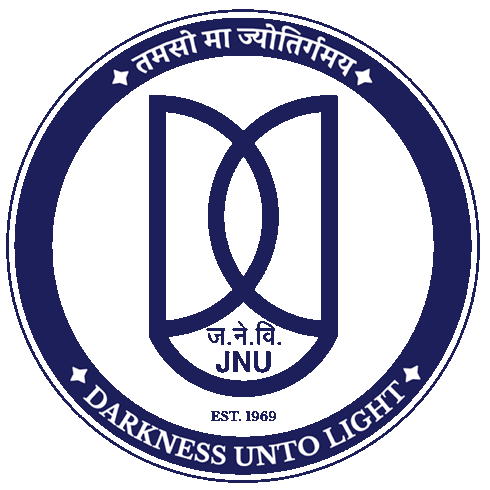 तमसो मा ज्योतिर्गमय
ज.ने.वि.
JNU
EST. 1969
DARKNESS UNTO LIGHT